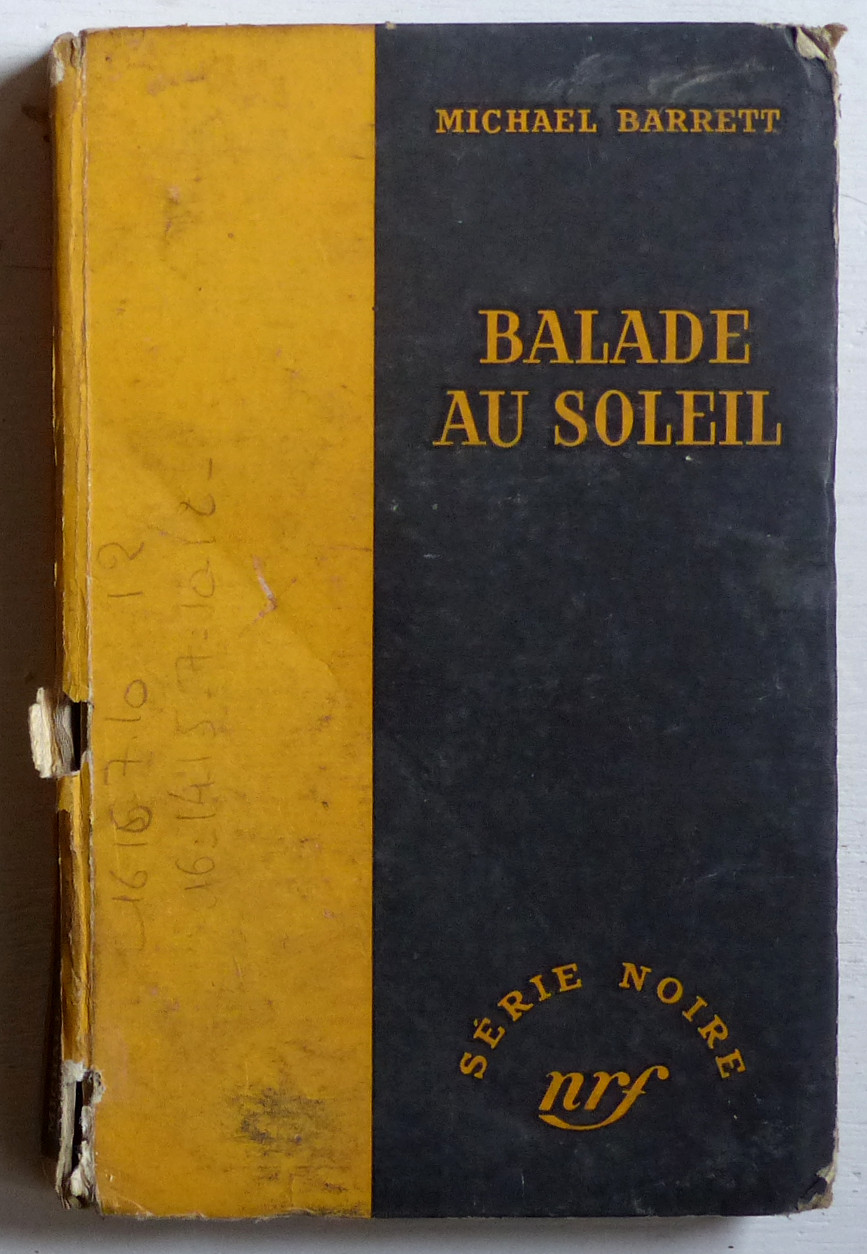 MICHAEL BARRETT
BALADE
AU SOLEIL
SÉRIE NOIRE
nrf